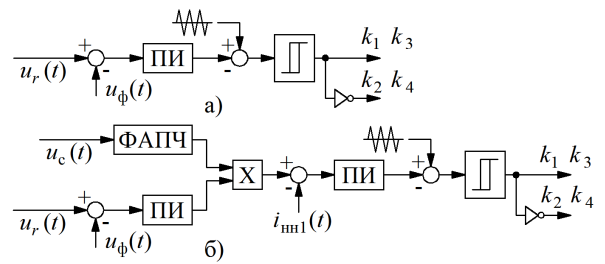 k1 k3
+
ПИ
+
-
-
ur(t)
uф(t)
k2 k4
а)
ФАПЧ
uс(t)
X
+
ПИ
+
k1 k3
-
-
k2 k4
+
ПИ
-
ur(t)
uф(t)
iнн1(t)
б)